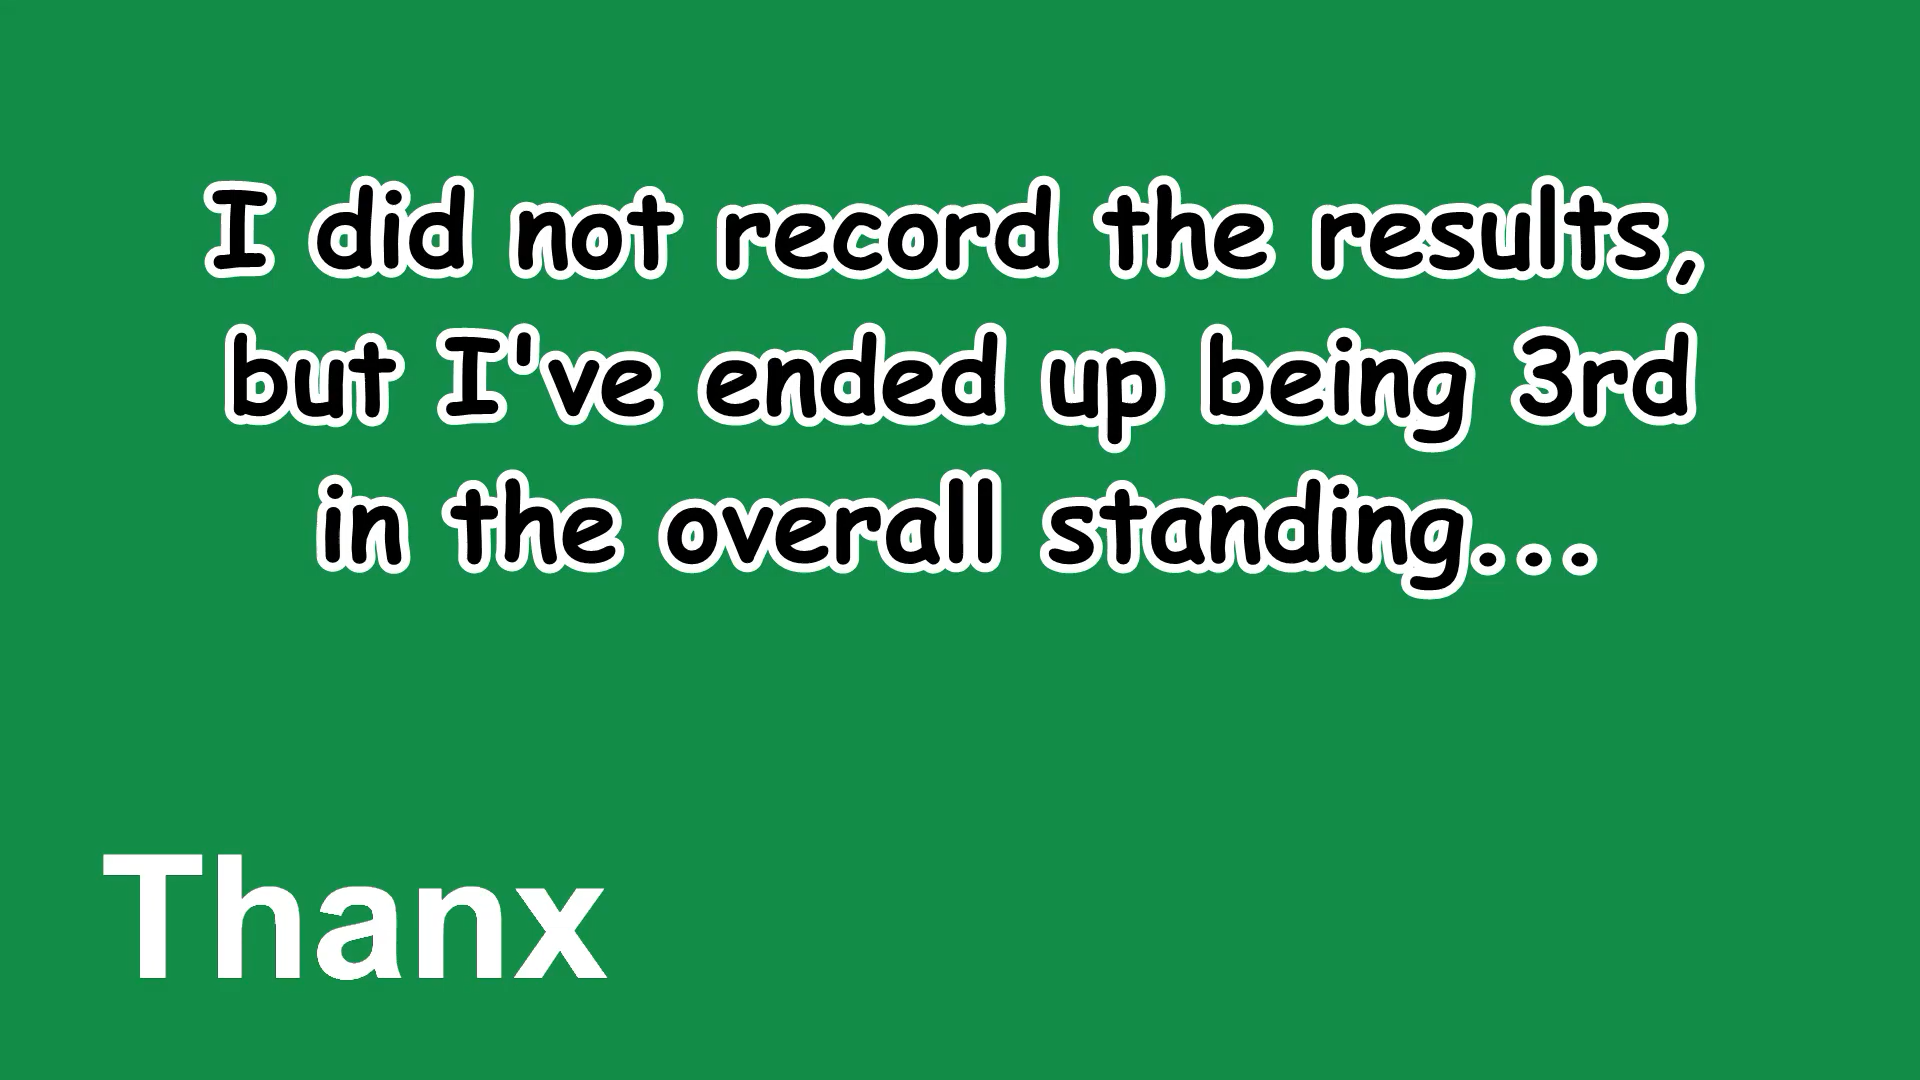 I did not record the results,
but I've ended up being 3rd
in the overall standing...
Thanx